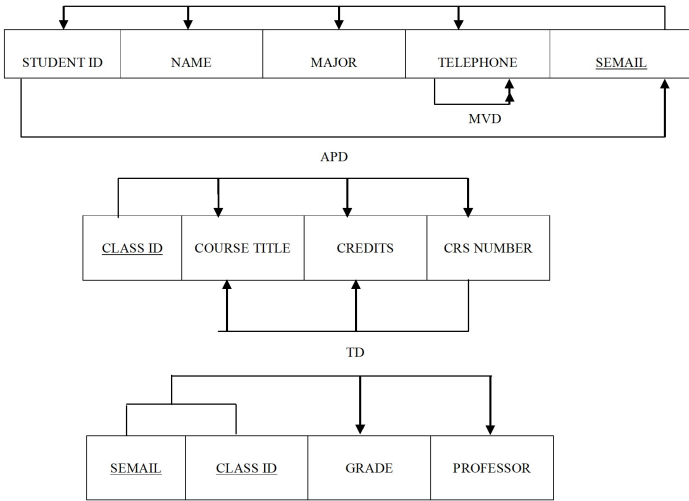 STUDENT ID NAME MAJOR TELEPHONE SEMAIL
MVD
APD
CLASS ID COURSE TITLE CREDITS CRS NUMBER
TD
SEMAIL CLASS ID GRADE PROFESSOR